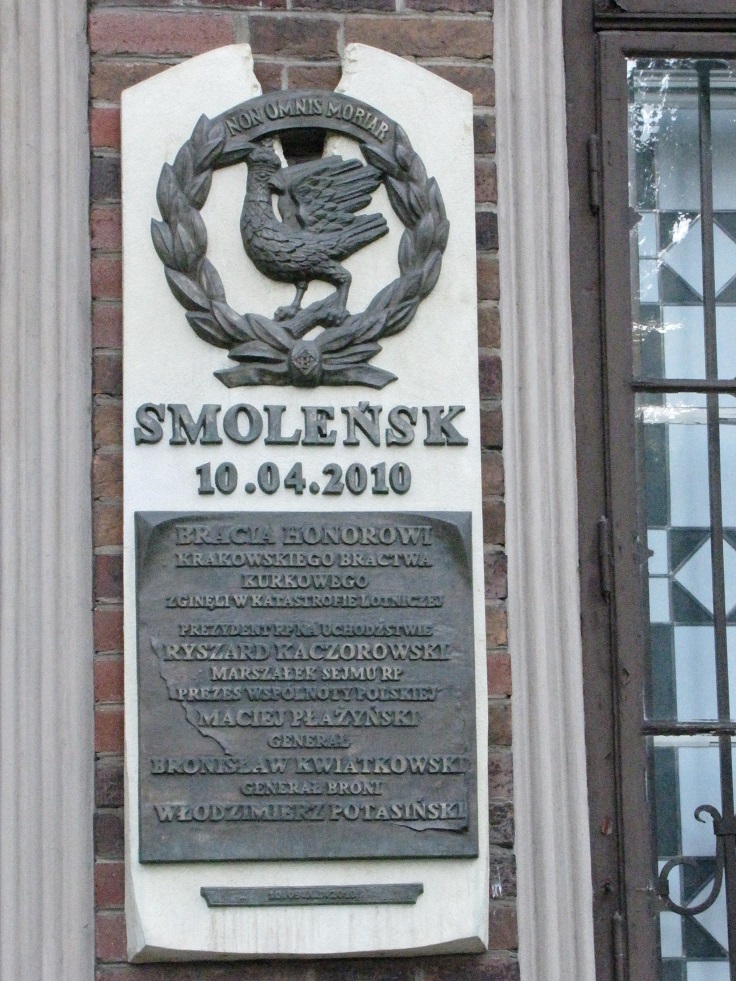 NON OMNIS MORIAR
SMOLEŃSK
10.04.2010
BRACIA HONOROWI
KRAKOWSKIEGO BRACTWA
KURKOWEGO
ZGINĘLI W KATASTROFIE LOTNICZEJ
PREZYDENT RP NA UCHODŹSTWIE
RYSZARD KACZOROWSKI
MARSZAŁEK SEJMU RP
PREZES WSPÓLNOTY POLSKIEJ
MACIEJ PŁAŻYŃSKI
GENERAŁ
BRONISŁAW KWIATKOWSKI
GENERAŁ BRONI
WŁODZIMIERZ POTASIŃSKI